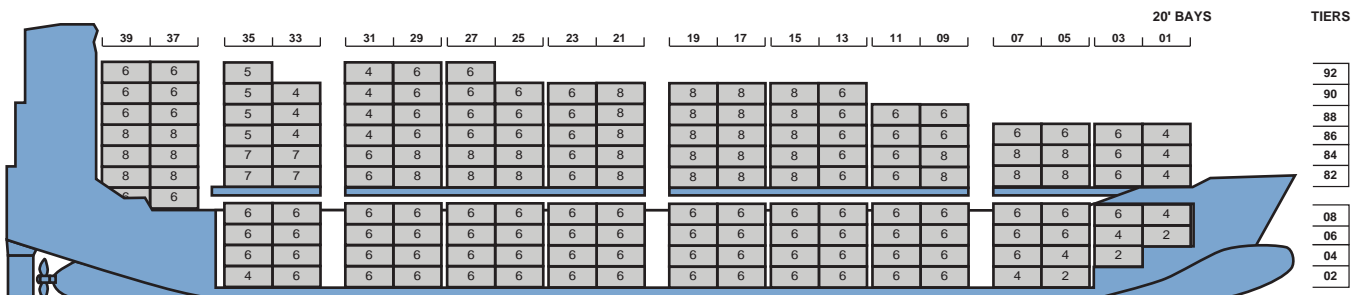 20' BAYS TIERS
39 37 35 33 31 29 27 25 23 21 19 17 15 13 11 09 07 05 03 01
6 6 5 4 6 6 92
6 6 5 4 4 6 6 6 6 8 8 8 8 6 90
6 6 5 4 4 6 6 6 6 8 8 8 8 6 6 6 88
8 8 5 4 4 6 6 6 6 8 8 8 8 6 6 6 6 6 6 4 86
8 8 7 7 6 8 8 8 6 8 8 8 8 6 6 6 8 8 6 4 84
8 8 7 7 6 8 8 8 6 8 8 8 8 6 6 6 8 8 6 4 82
6 6
6 6 6 6 6 6 6 6 6 6 6 6 6 6 6 6 6 4 08
6 6 6 6 6 6 6 6 6 6 6 6 6 6 6 6 4 2 06
6 6 6 6 6 6 6 6 6 6 6 6 6 6 6 4 2 04
4 6 6 6 6 6 6 6 6 6 6 6 6 6 4 2 02